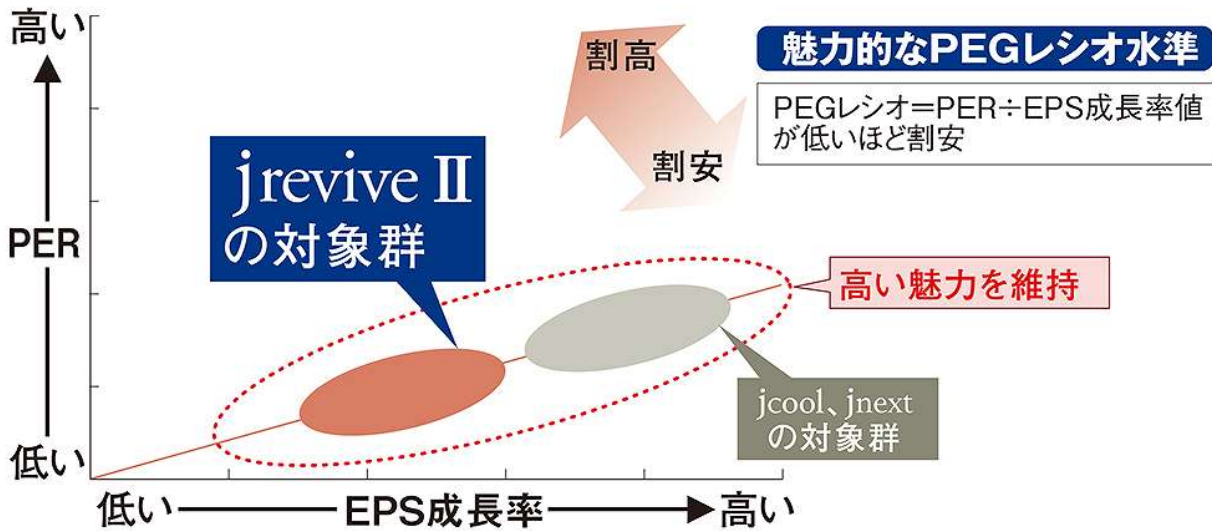 高い
PER
低い
割高
割安
魅力的なPEGレシオ水準
PEGレシオ=PER÷EPS成長率値
が低いほど割安
jrevive II
の対象群
高い魅力を維持
jcool、jnext
の対象群
低い
EPS成長率
高い